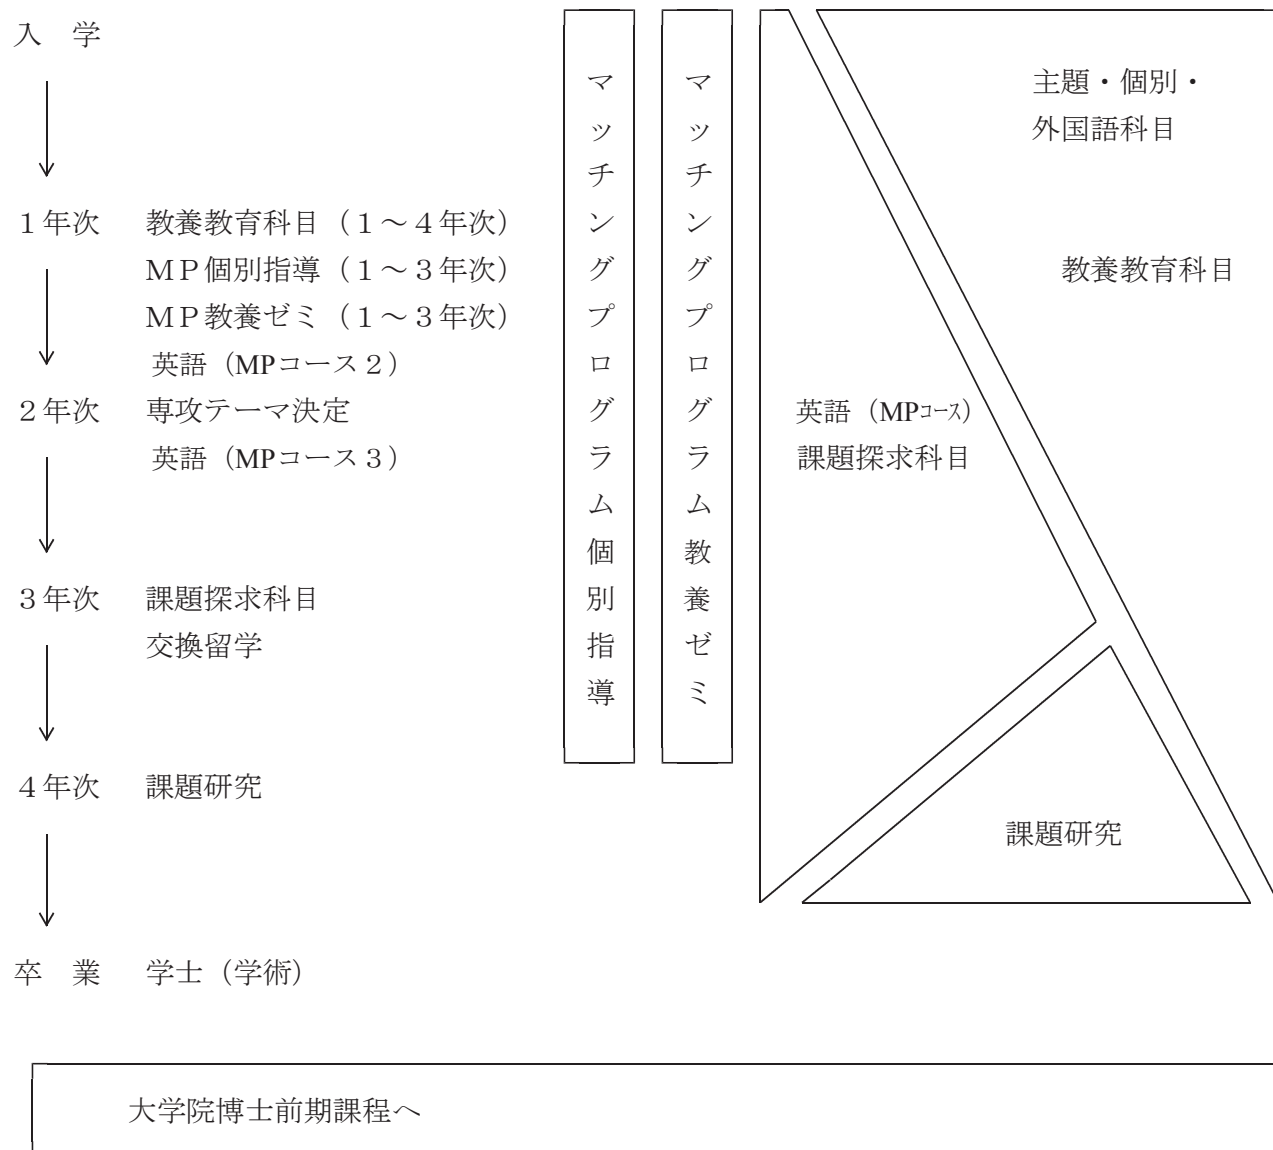 入　学
１年次　教養教育科目（１～４年次）
ＭＰ個別指導（１～３年次）
ＭＰ教養ゼミ（１～３年次）
英語（MPコース２）
２年次　専攻テーマ決定
英語（MPコース３）
３年次　課題探求科目
交換留学
４年次　課題研究
卒　業　学士（学術）
マッチングプログラム個別指導
マッチングプログラム教養ゼミ
英語（MPコース）
課題探求科目
主題・個別・
外国語科目
教養教育科目
課題研究
大学院博士前期課程へ